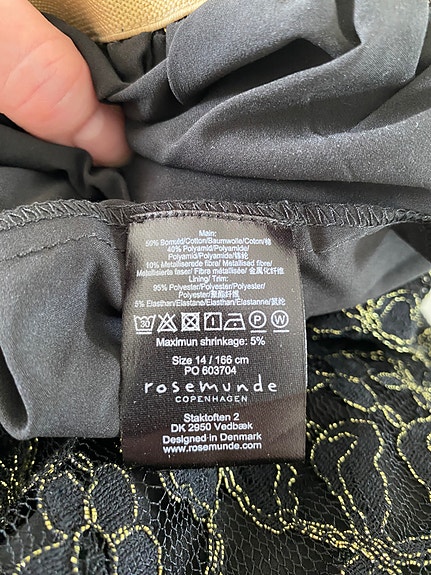 Main:
50% Bomuld/Cotton/Baumwolle/Coton/棉
40% Polyamid/Polyamide/
Polyamid/Polyamide/锦纶
10% Metalliserede fibre/ Metallised fibre/
Metallisierte faser/ Fibre métallisée/ 金属化纤维
Lining/ Trim:
95% Polyester/Polyester/Polyester/
Polyester/聚酯纤维
5% Elasthan/Elastane/Elasthan/Elastanne/氨纶
30 P W
Maximun shrinkage: 5%
Size 14 / 166 cm
PO 603704
rosemunde
COPENHAGEN
Staktoften 2
DK 2950 Vedbæk
Designed in Denmark
www.rosemunde.com